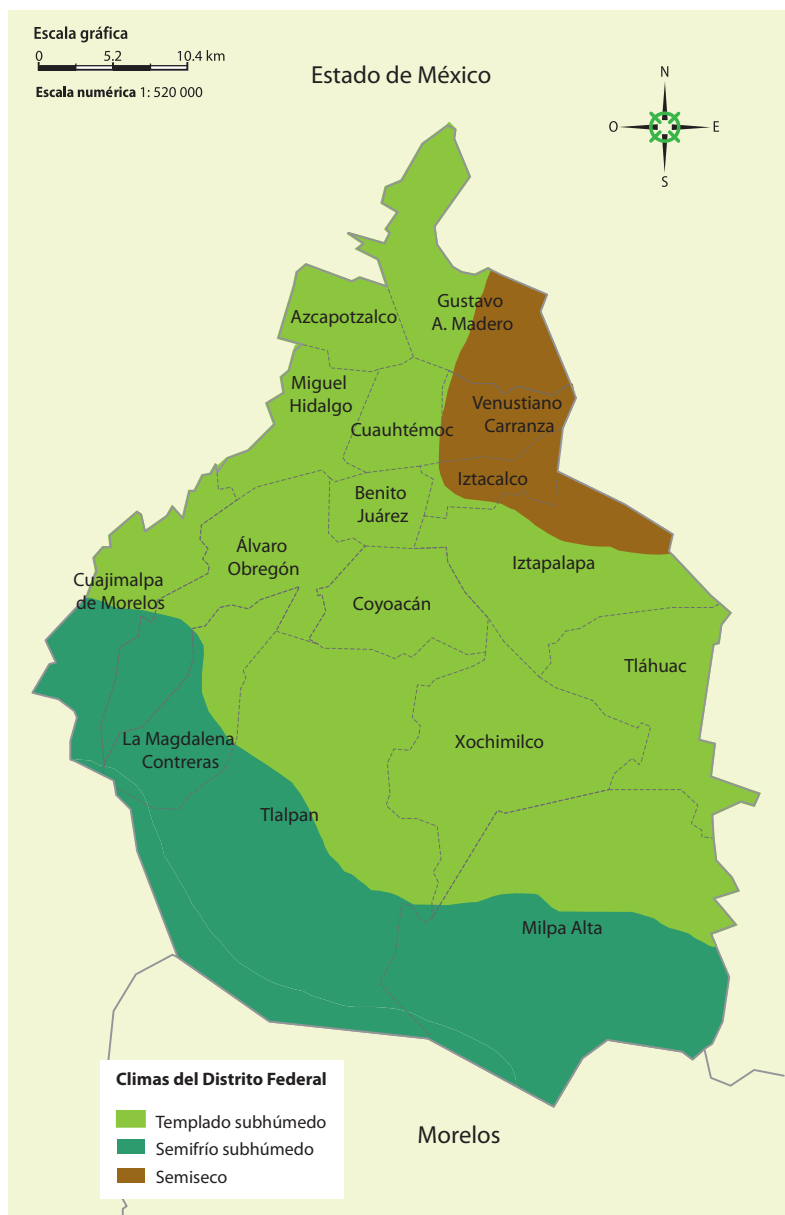 Escala gráfica
0 5.2 10.4 km
Escala numérica 1: 520 000
Estado de México
N
O E
S
Gustavo
A. Madero
Azcapotzalco
Miguel
Hidalgo
Venustiano
Carranza
Cuauhtémoc
Iztacalco
Benito
Juárez
Álvaro
Obregón
Iztapalapa
Cuajimalpa
de Morelos
Coyoacán
Tláhuac
La Magdalena
Contreras
Xochimilco
Tlalpan
Milpa Alta
Climas del Distrito Federal
Templado subhúmedo
Semifrío subhúmedo
Semiseco
Morelos